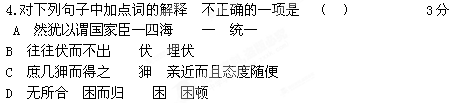 4.对下列句子中加点词的解释  不正确的一项是  (  )  3分
A 然犹以谓国家臣一四海  一  统一
B 往往伏而不出  伏  埋伏
C 庶几狎而得之  狎  亲近而且态度随便
D 无所合  困而归  困  困顿